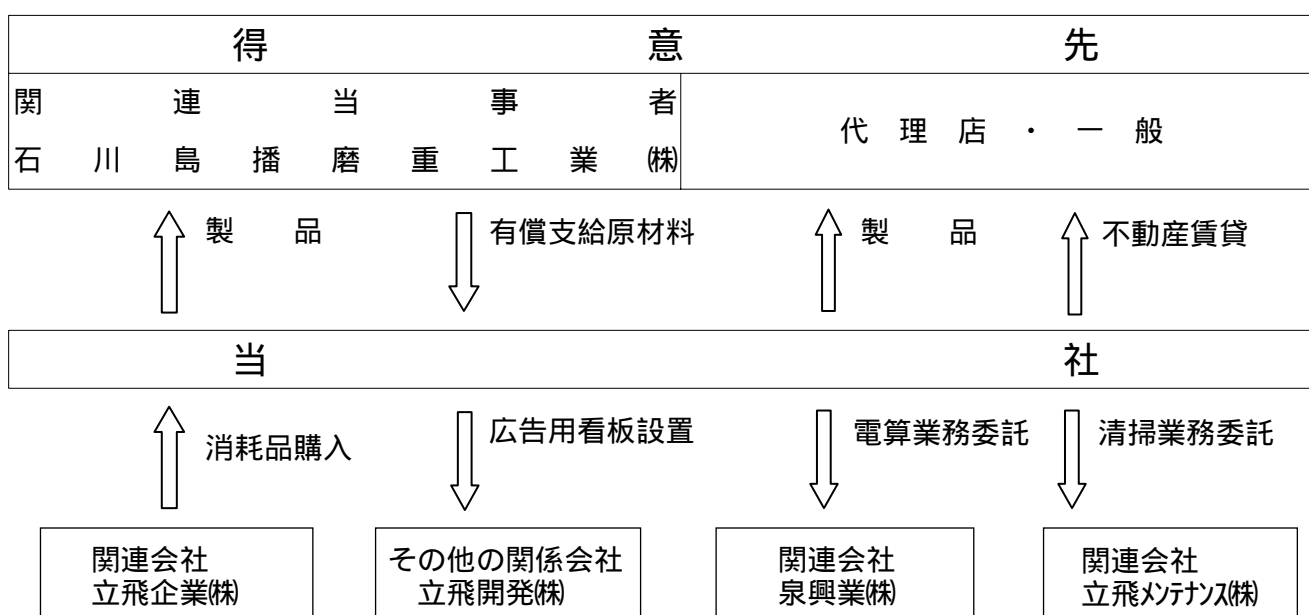 得意先
関連当事者
石川島播磨重工業㈱
代理店・一般
製品
有償支給原材料
製品
不動産賃貸
当社
消耗品購入
広告用看板設置
電算業務委託
清掃業務委託
関連会社
立飛企業㈱
その他の関係会社
立飛開発㈱
関連会社
泉興業㈱
関連会社
立飛ﾒﾝﾃﾅﾝｽ㈱